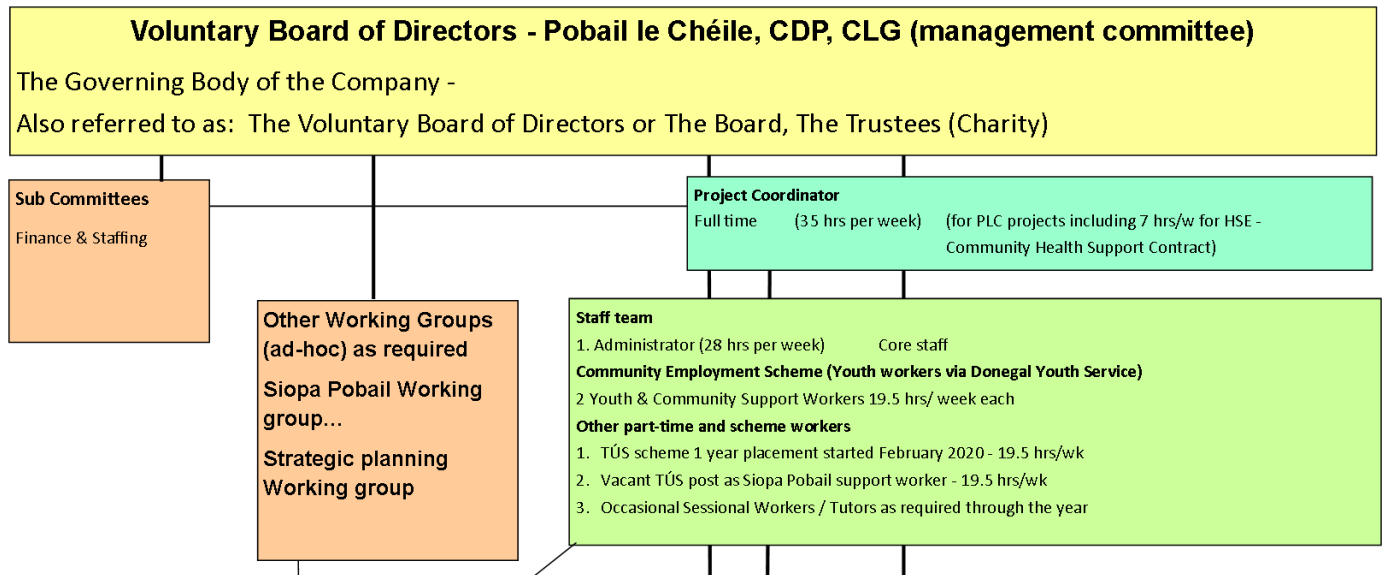 Voluntary Board of Directors - Pobail le Chéile, CDP, CLG (management committee)
The Governing Body of the Company -
Also referred to as: The Voluntary Board of Directors or The Board, The Trustees (Charity)
Sub Committees
Finance & Staffing
Project Coordinator
Full time (35 hrs per week) (for PLC projects including 7 hrs/w for HSE -
Community Health Support Contract)
Other Working Groups
(ad-hoc) as required
Siopa Pobail Working
group...
Strategic planning
Working group
Staff team
1. Administrator (28 hrs per week) Core staff
Community Employment Scheme (Youth workers via Donegal Youth Service)
2 Youth & Community Support Workers 19.5 hrs/ week each
Other part-time and scheme workers
1. TÚS scheme 1 year placement started February 2020 - 19.5 hrs/wk
2. Vacant TÚS post as Siopa Pobail support worker - 19.5 hrs/wk
3. Occasional Sessional Workers / Tutors as required through the year